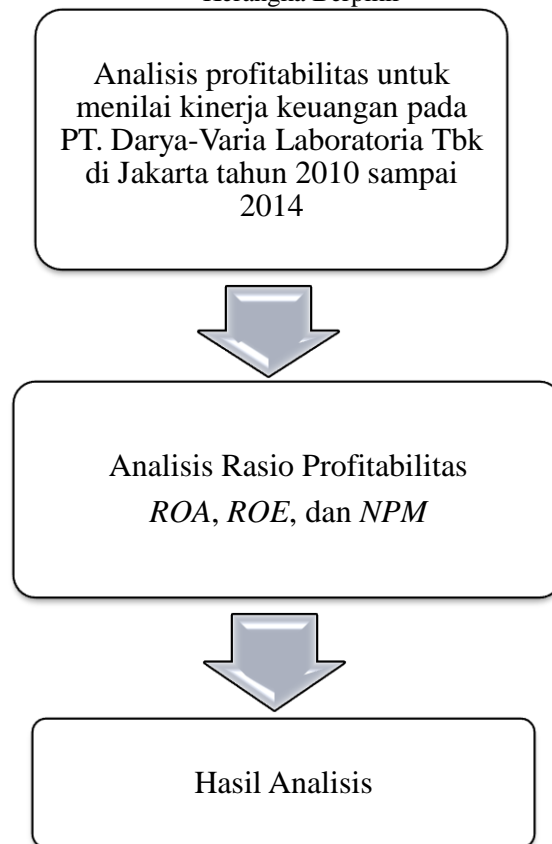 Analisis profitabilitas untuk
menilai kinerja keuangan pada
PT. Darya-Varia Laboratoria Tbk
di Jakarta tahun 2010 sampai
2014
Analisis Rasio Profitabilitas
ROA, ROE, dan NPM
Hasil Analisis